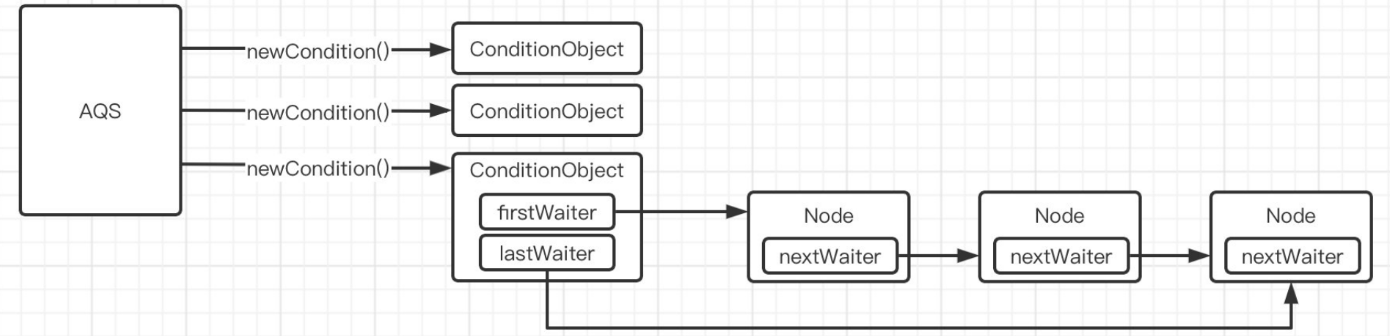 AQS
newCondition()
ConditionObject
newCondition()
ConditionObject
newCondition()
ConditionObject
firstWaiter
lastWaiter
Node
nextWaiter
Node
nextWaiter
Node
nextWaiter